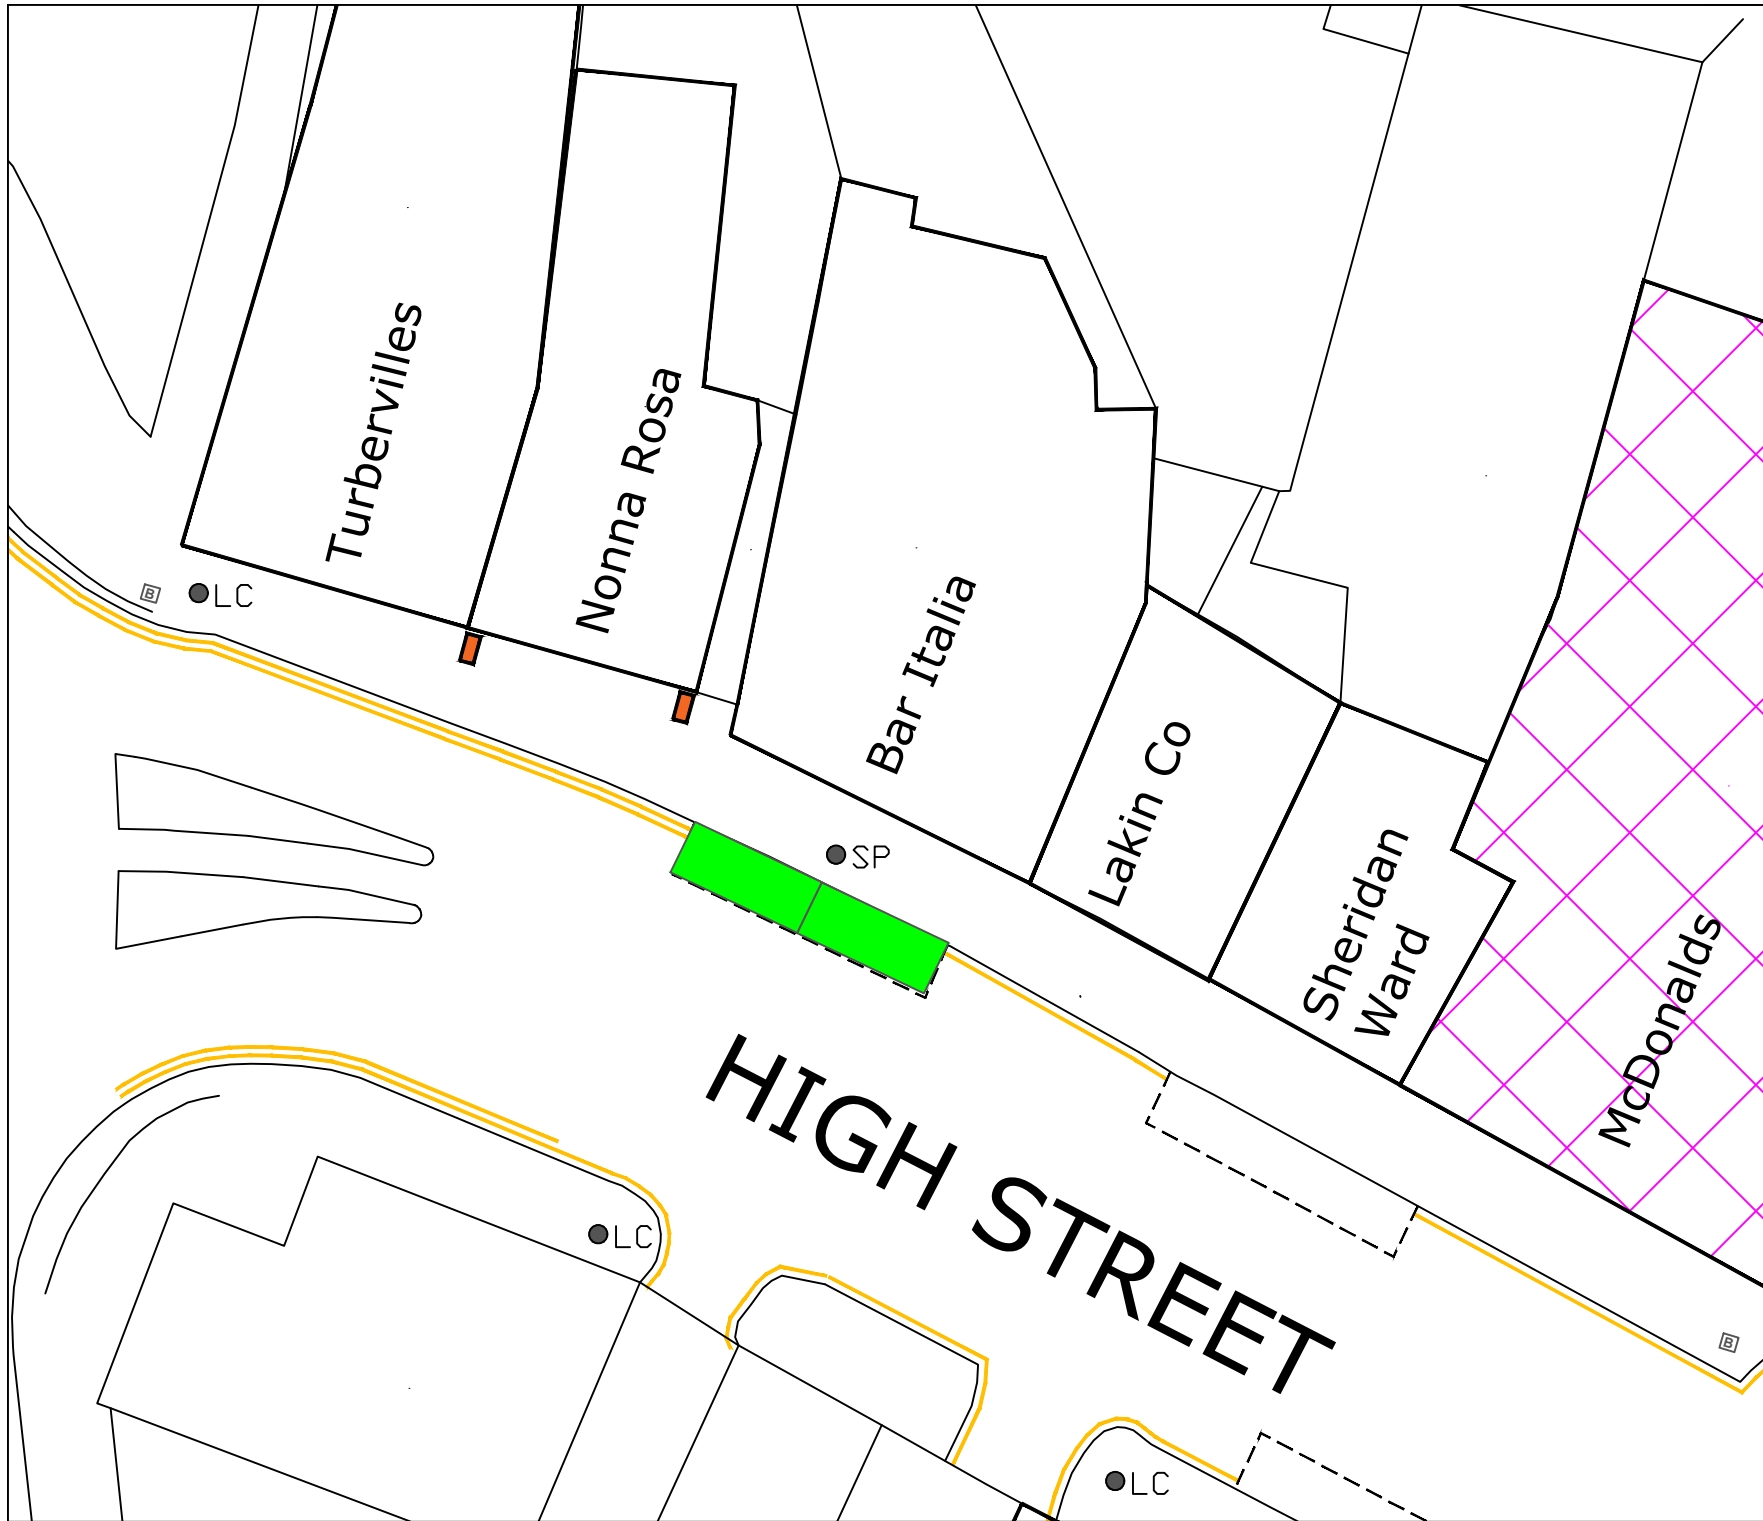 Turbervilles
Nonna Rosa
Bar Italia
Lakin Co
Sheridan
Ward
McDonalds
B
LC
SP
HIGH STREET
LC
B
LC